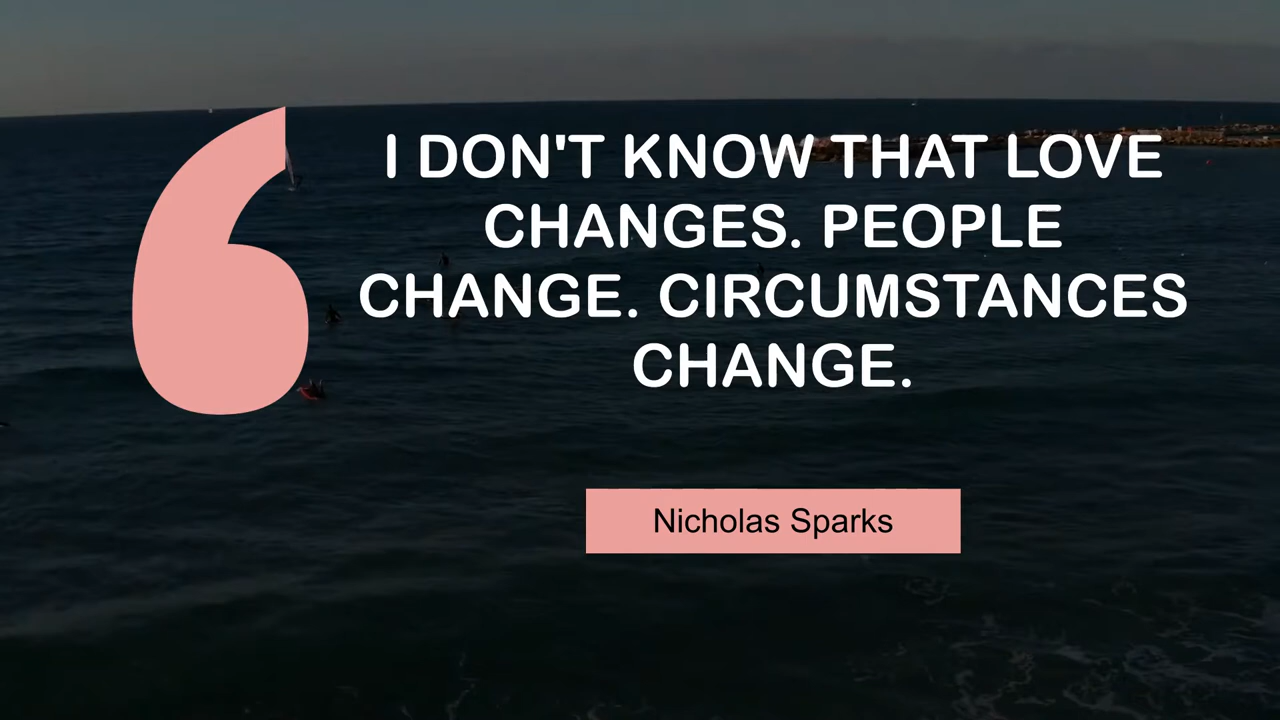 I DON'T KNOW THAT LOVE
CHANGES. PEOPLE
CHANGE. CIRCUMSTANCES
CHANGE.
Nicholas Sparks